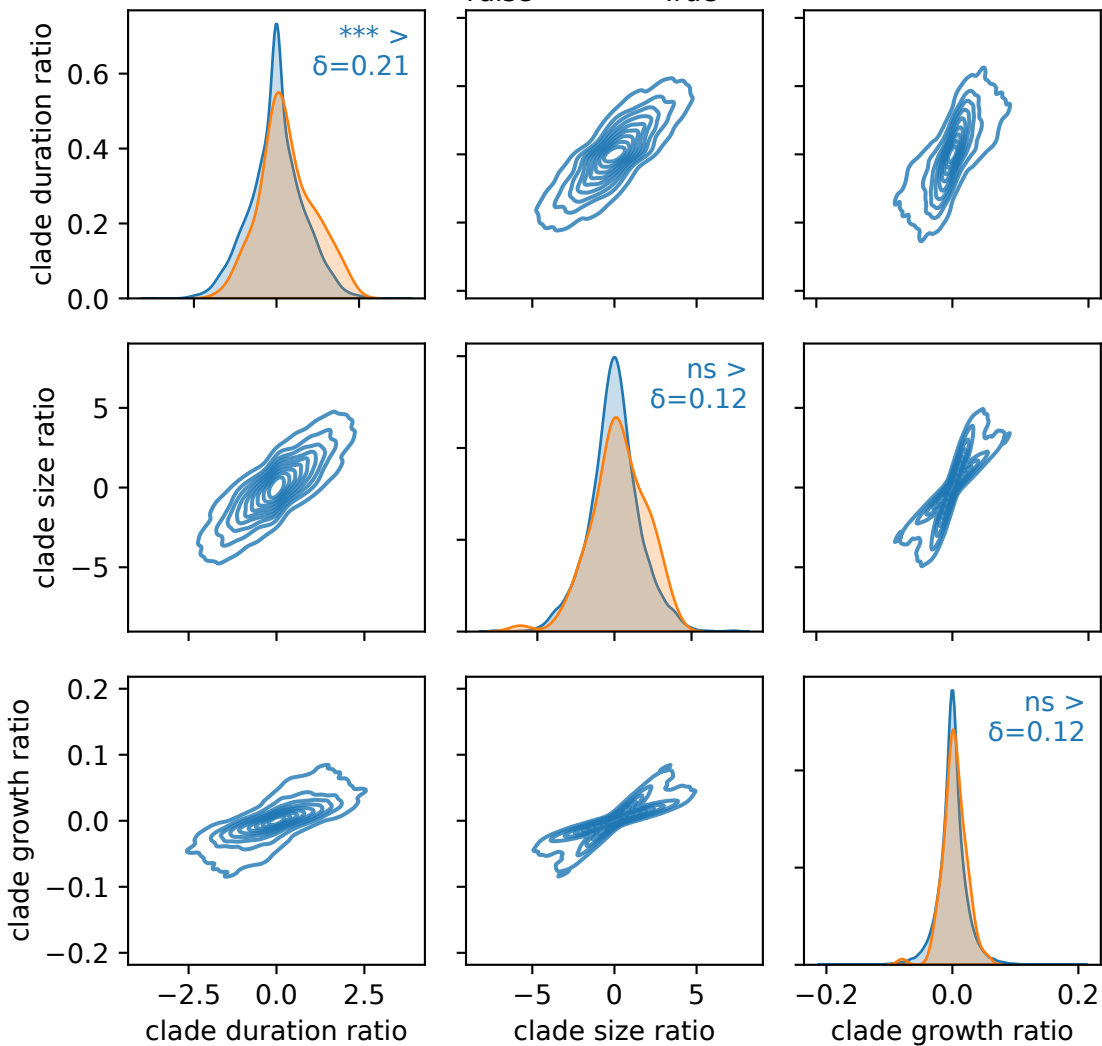 clade duration ratio
0.6
0.4
0.2
0.0
*** >
δ=0.21
clade size ratio
5
0
−5
ns >
δ=0.12
clade growth ratio
0.2
0.1
0.0
−0.1
−0.2
ns >
δ=0.12
−2.5 0.0 2.5
clade duration ratio
−5 0 5
clade size ratio
−0.2 0.0 0.2
clade growth ratio